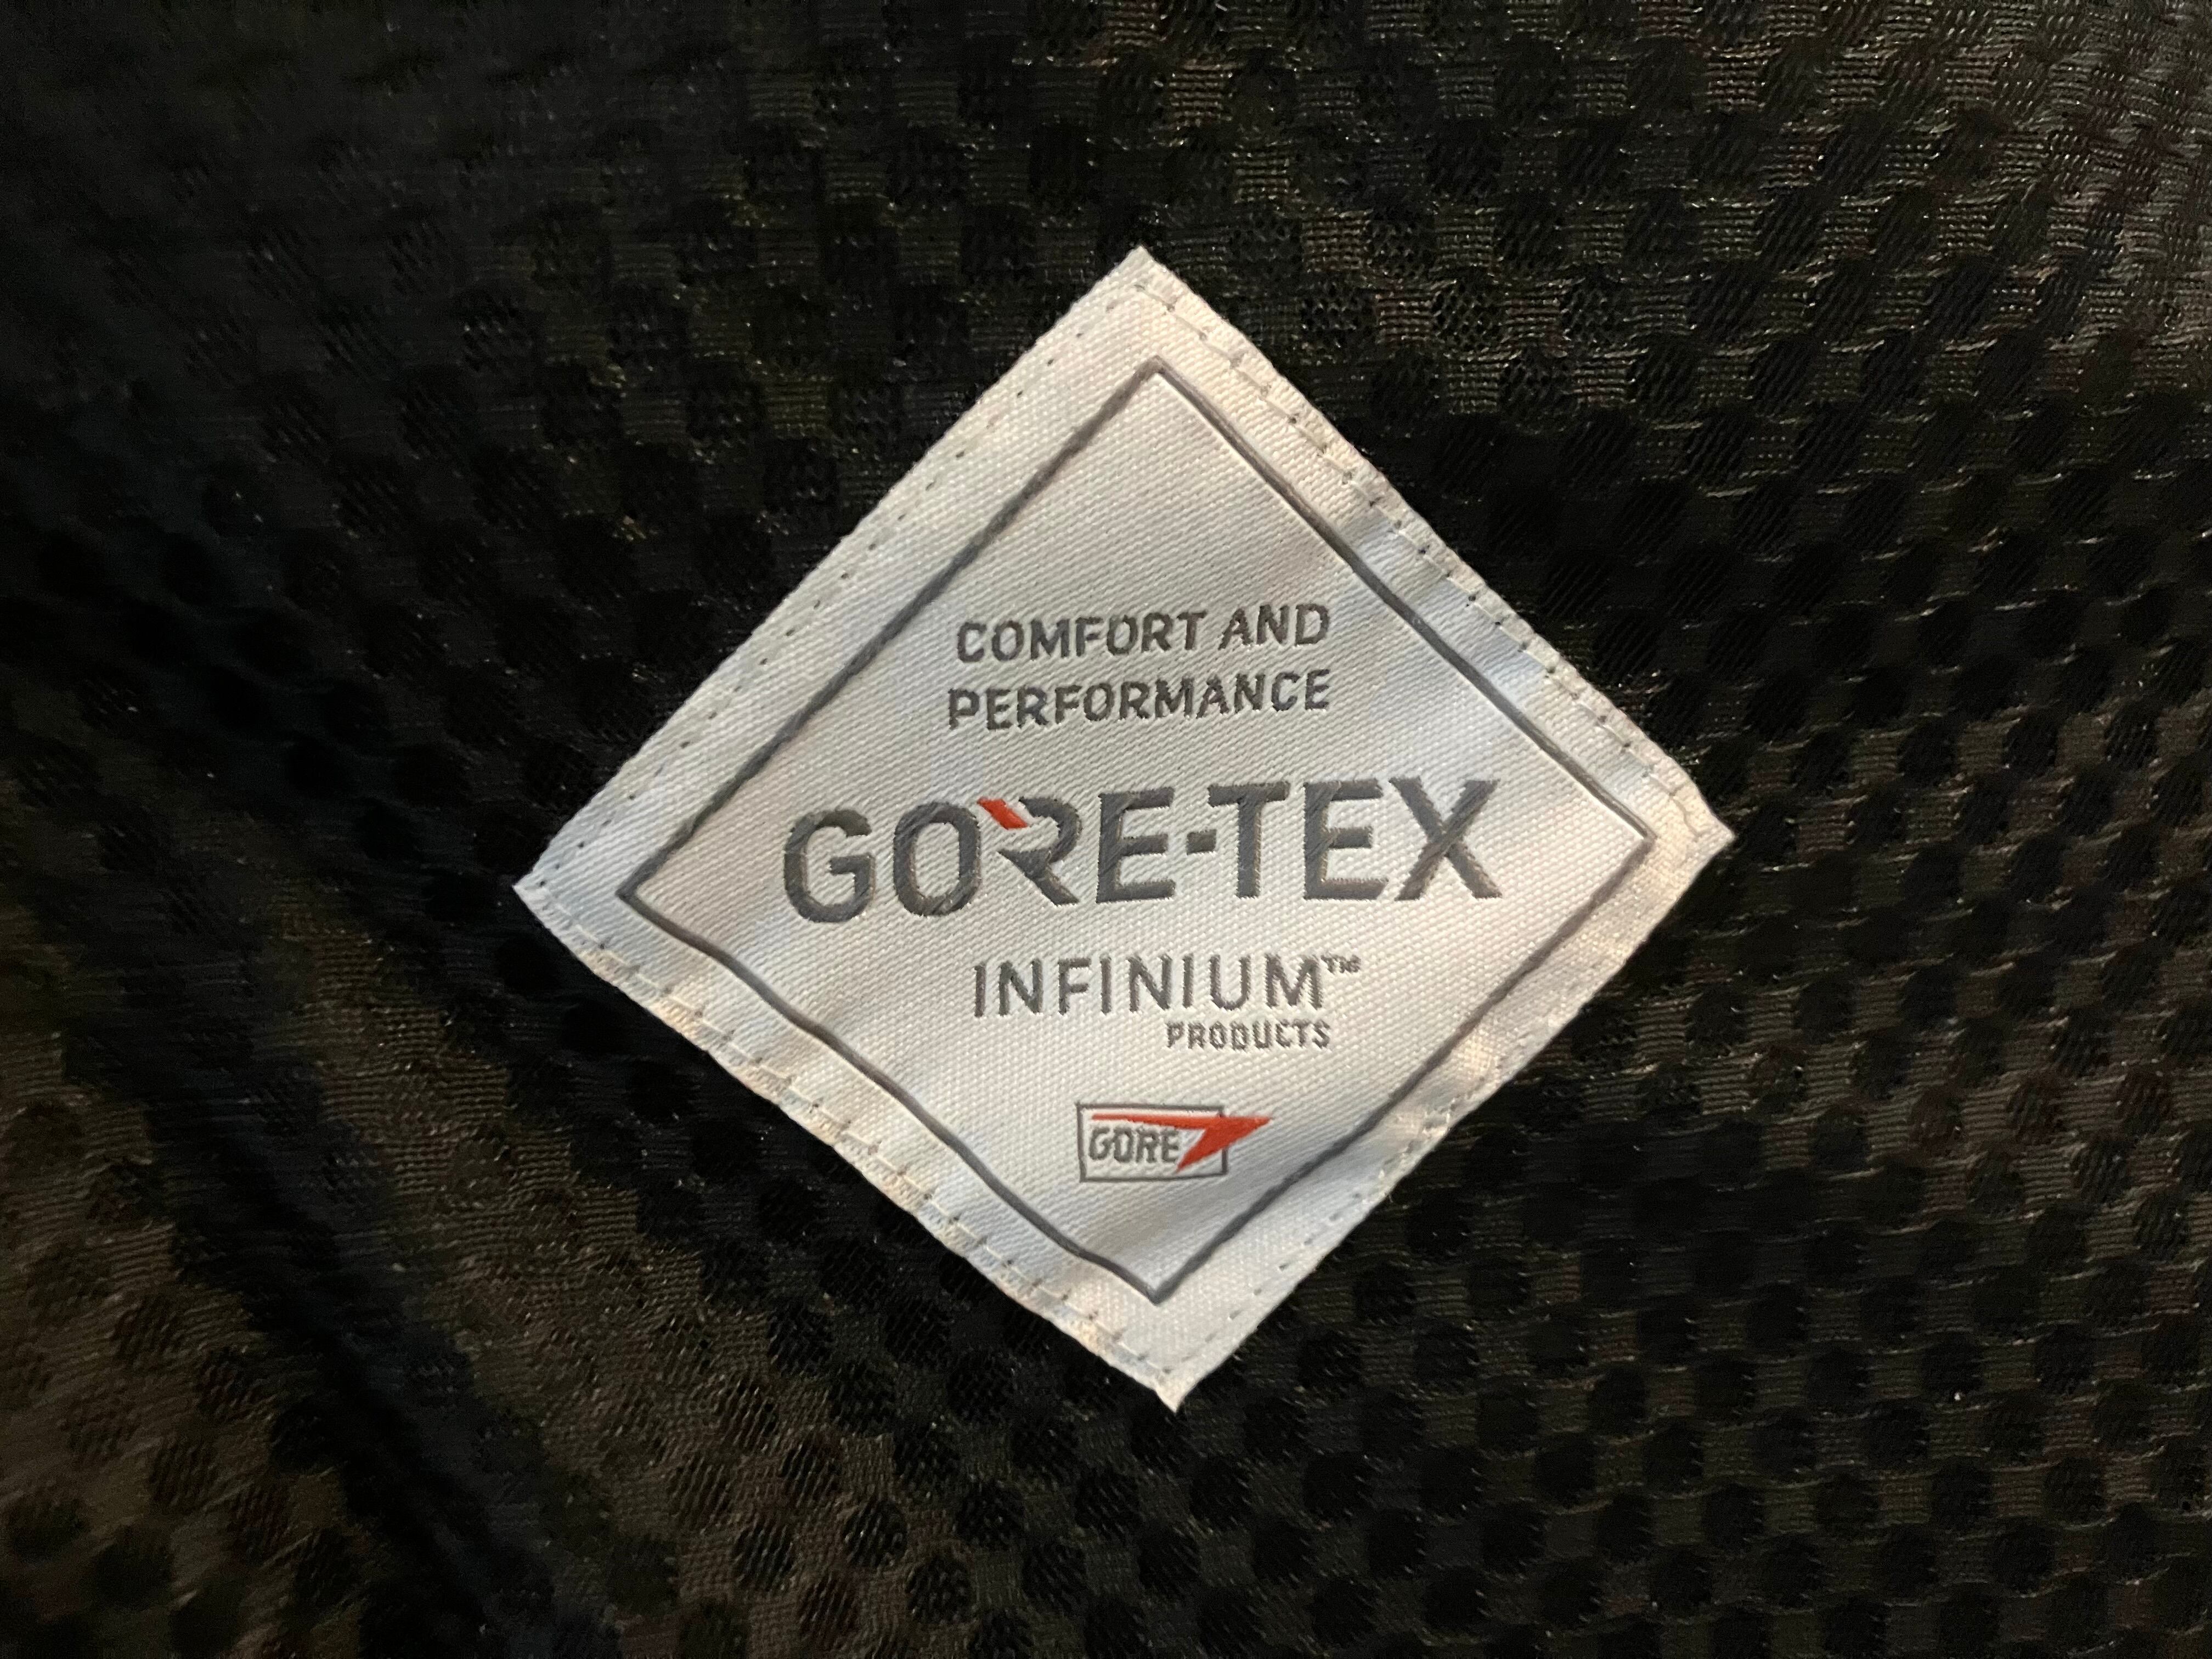 COMFORT AND
PERFORMANCE
GORE-TEX
INFINIUM™
PRODUCTS
GORE